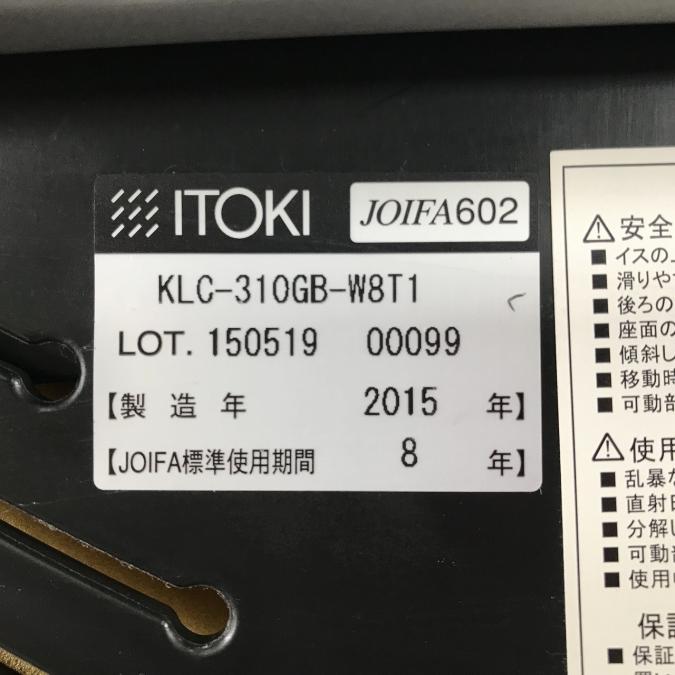 ITOKI JOIFA602
KLC-310GB-W8T1
LOT. 150519 00099
【製造年 2015 年】
【JOIFA標準使用期間 8 年】
⚠安全
■イスの上
■滑りや
■後ろの
■座面の
■傾斜し
■移動時
■可動部
⚠使用
■乱暴な
■直射日
■分解し
■可動部
■使用
保証
■保証